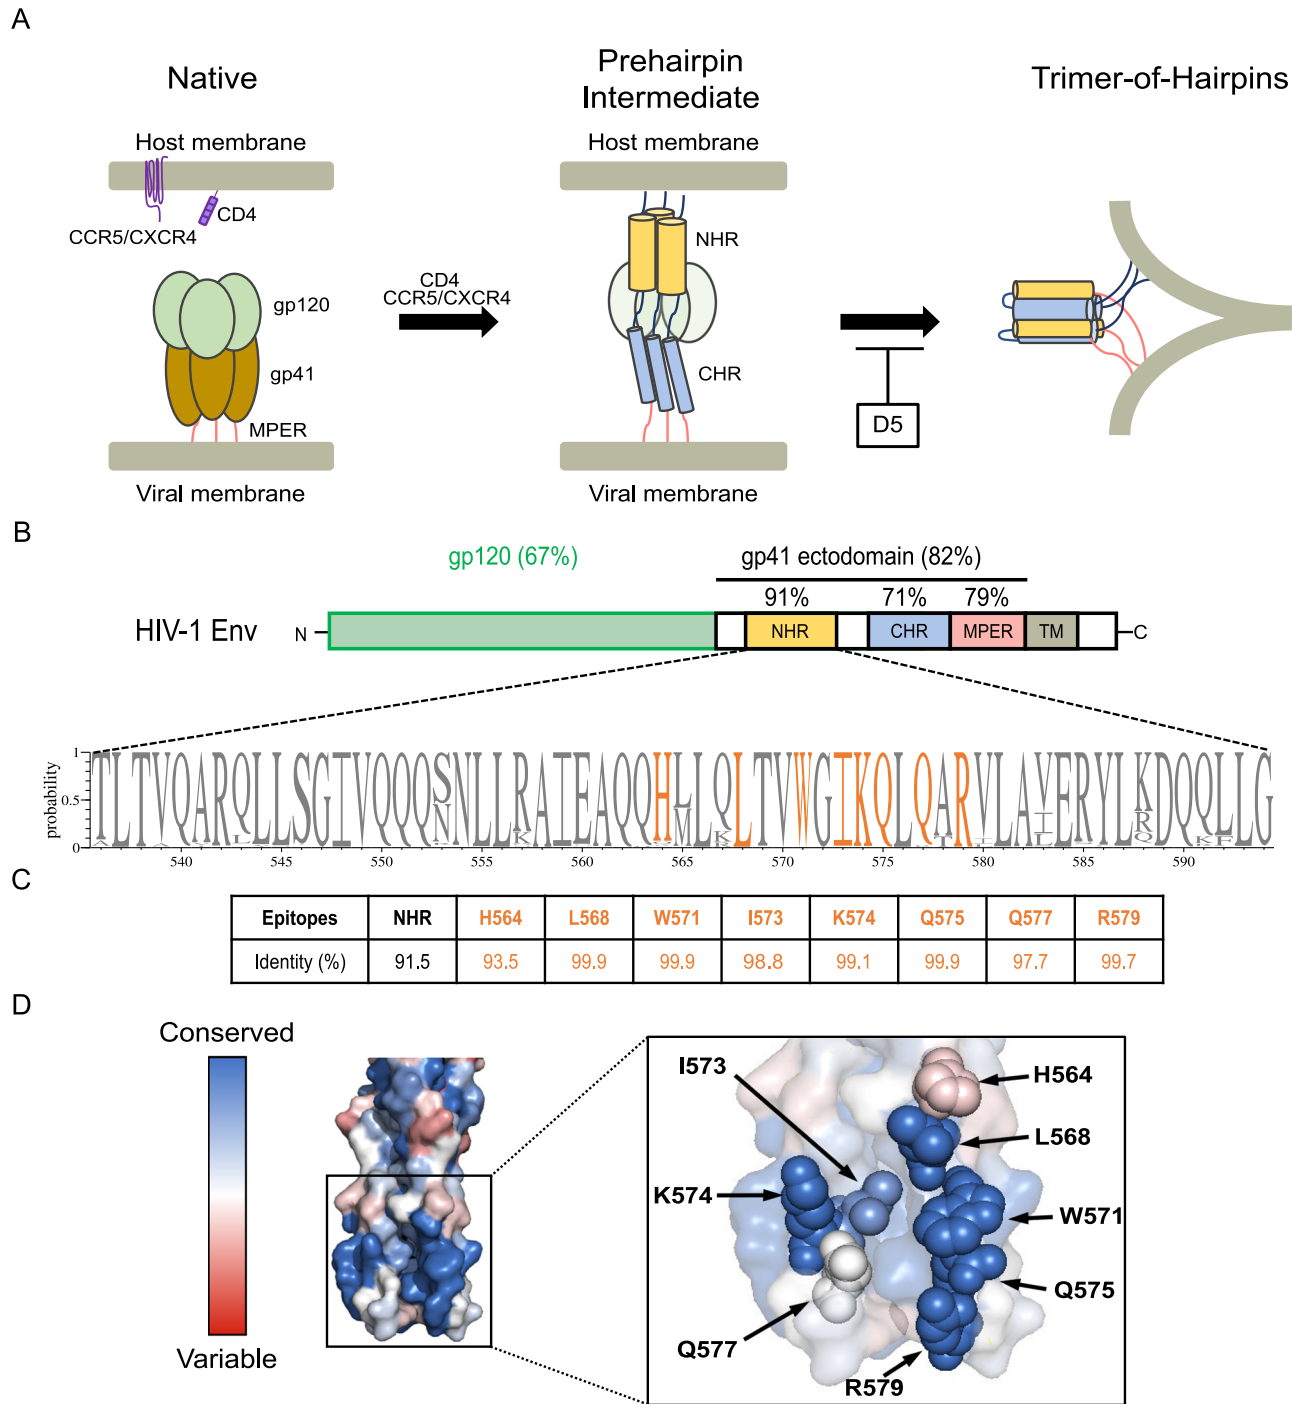 A
Native
Prehairpin
Intermediate
Trimer-of-Hairpins
Host membrane
Host membrane
CD4
CCR5/CXCR4
NHR
gp120
CD4
CCR5/CXCR4
gp41
CHR
MPER
D5
Viral membrane
Viral membrane
B
gp120 (67%)
gp41 ectodomain (82%)
91% 71% 79%
HIV-1 Env N NHR CHR MPER TM C
probability
1
0.5
0
TLTVQARQLLSGIVQQQSNLLRAIEAQQHLLQLTVWGIKQLQARVLAVERYLKDQQLLG
540 545 550 555 560 565 570 575 580 585 590
C
Epitopes NHR H564 L568 W571 I573 K574 Q575 Q577 R579
Identity (%) 91.5 93.5 99.9 99.9 98.8 99.1 99.9 97.7 99.7
D
Conserved
Variable
I573
H564
L568
K574
W571
Q575
Q577
R579